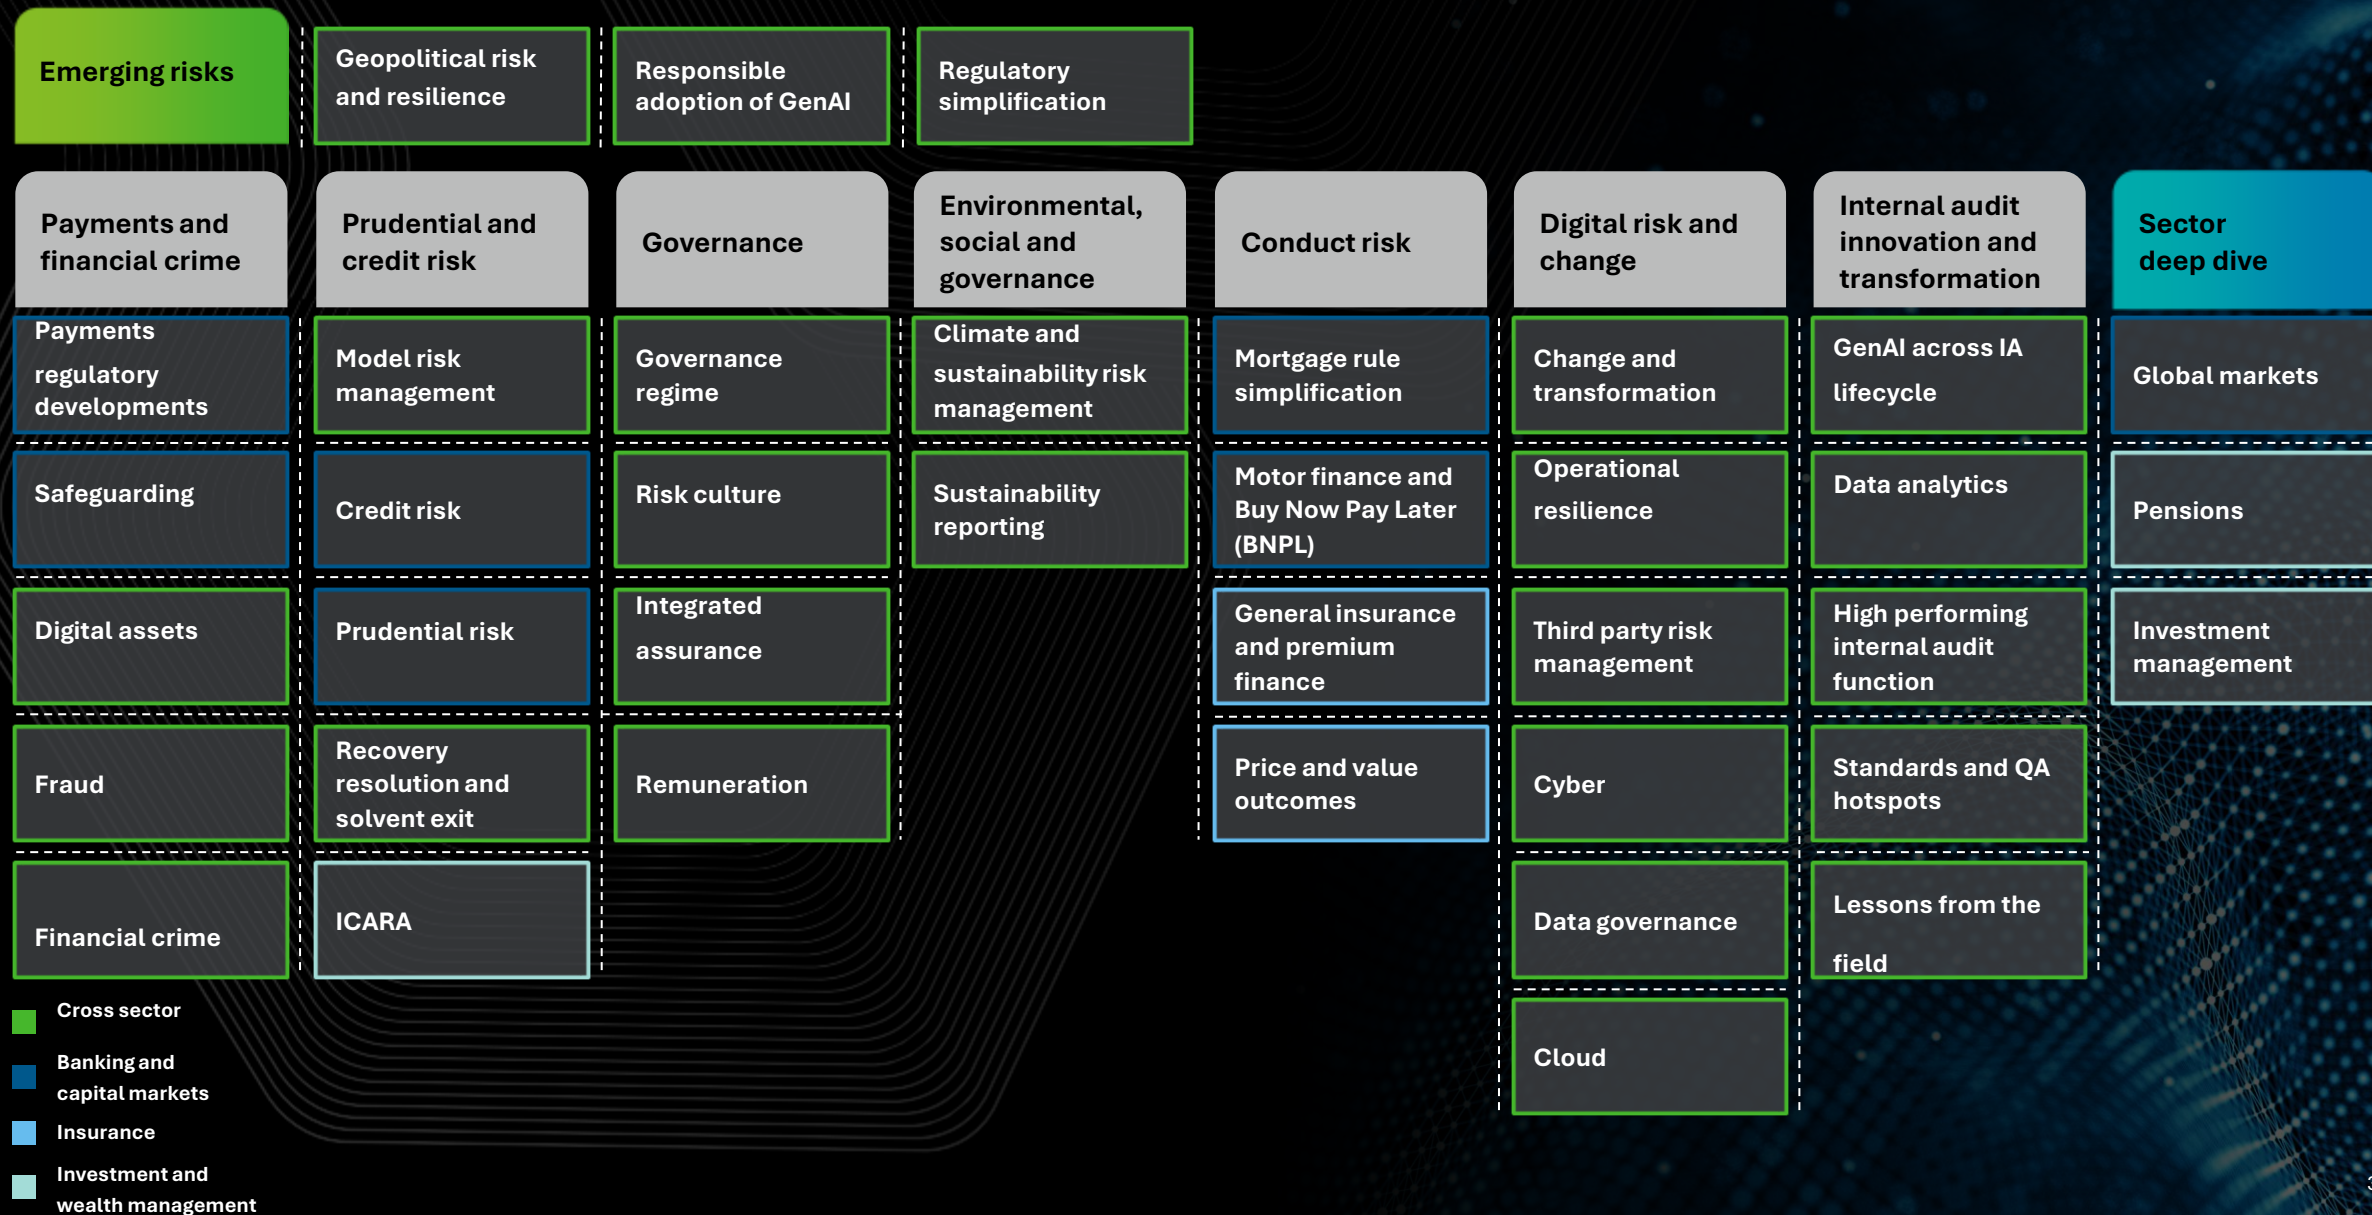 Emerging risks
Geopolitical risk
and resilience
Responsible
adoption of GenAI
Regulatory
simplification
Payments and
financial crime
Payments
regulatory
developments
Safeguarding
Digital assets
Fraud
Financial crime
Prudential and
credit risk
Model risk
management
Credit risk
Prudential risk
Recovery
resolution and
solvent exit
ICARA
Governance
Governance
regime
Risk culture
Integrated
assurance
Remuneration
Environmental,
social and
governance
Climate and
sustainability risk
management
Sustainability
reporting
Conduct risk
Mortgage rule
simplification
Motor finance and
Buy Now Pay Later
(BNPL)
General insurance
and premium
finance
Price and value
outcomes
Digital risk and
change
Change and
transformation
Operational
resilience
Third party risk
management
Cyber
Data governance
Cloud
Internal audit
innovation and
transformation
GenAI across IA
lifecycle
Data analytics
High performing
internal audit
function
Standards and QA
hotspots
Lessons from the
field
Sector
deep dive
Global markets
Pensions
Investment
management
Cross sector
Banking and
capital markets
Insurance
Investment and
wealth management
3